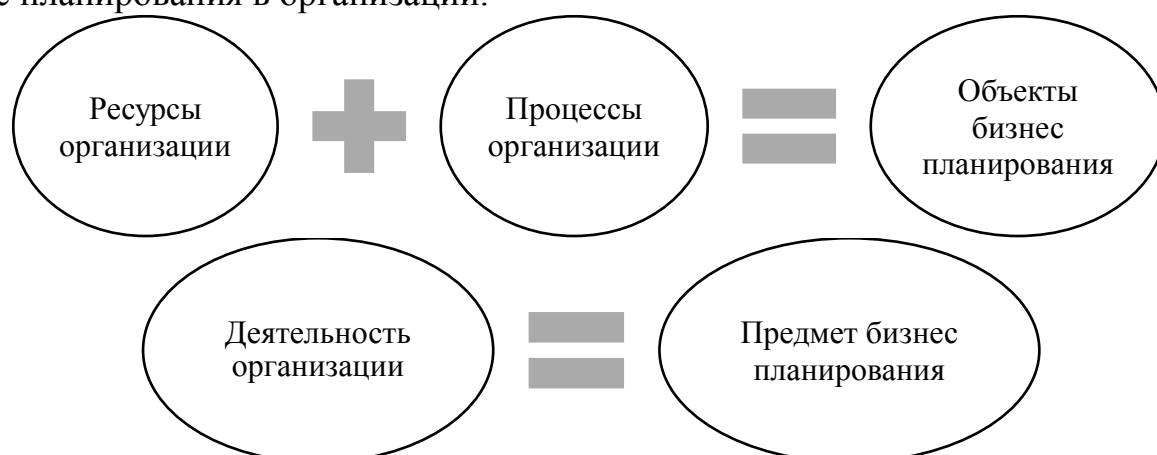 планирования в организации.
Ресурсы
организации
Процессы
организации
Объекты
бизнес
планирования
Деятельность
организации
Предмет бизнес
планирования